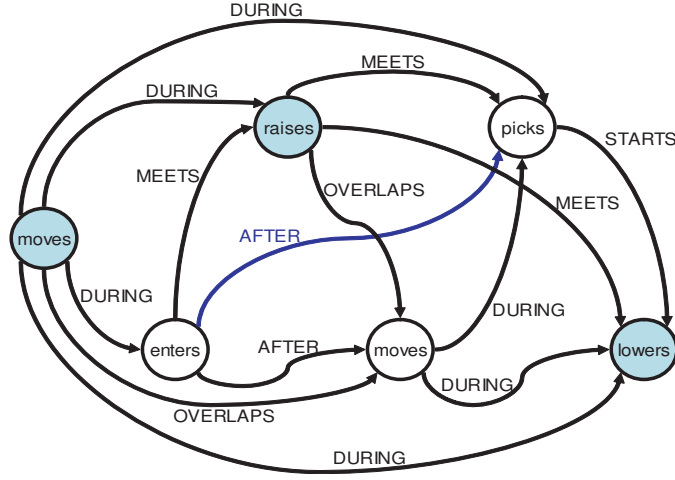 DURING
MEETS
DURING
raises
picks
STARTS
MEETS
OVERLAPS
MEETS
AFTER
moves
DURING
DURING
enters
AFTER
moves
DURING
lowers
OVERLAPS
DURING